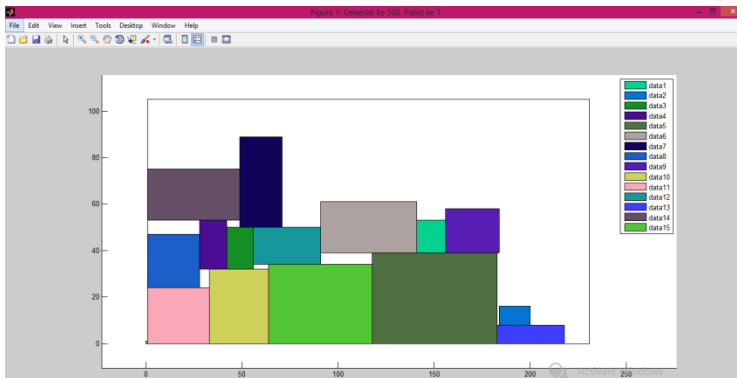 Figure 1: Generasi ke 500 Pallet ke 1
File Edit View Insert Tools Desktop Window Help
data1
data2
data3
data4
data5
data6
data7
data8
data9
data10
data11
data12
data13
data14
data15
100
80
60
40
20
0
0 50 100 150 200 250
Activate Windows